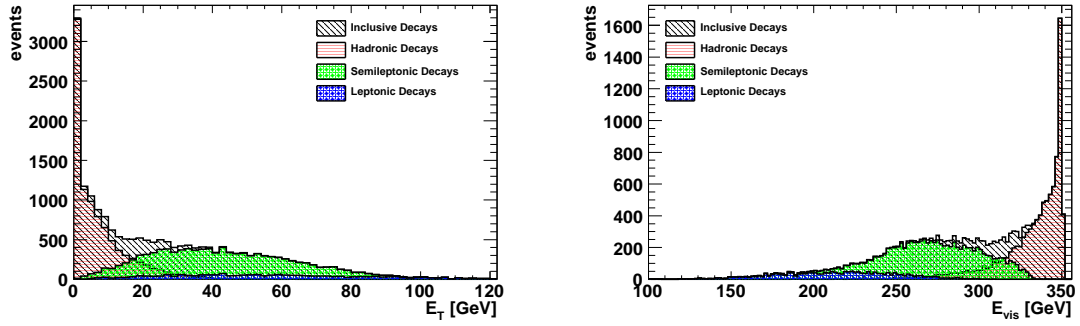 events
3000
2500
2000
1500
1000
500
0
0 20 40 60 80 100 120
E_T [GeV]
Inclusive Decays
Hadronic Decays
Semileptonic Decays
Leptonic Decays
events
1600
1400
1200
1000
800
600
400
200
0
100 150 200 250 300 350
E_vis [GeV]
Inclusive Decays
Hadronic Decays
Semileptonic Decays
Leptonic Decays